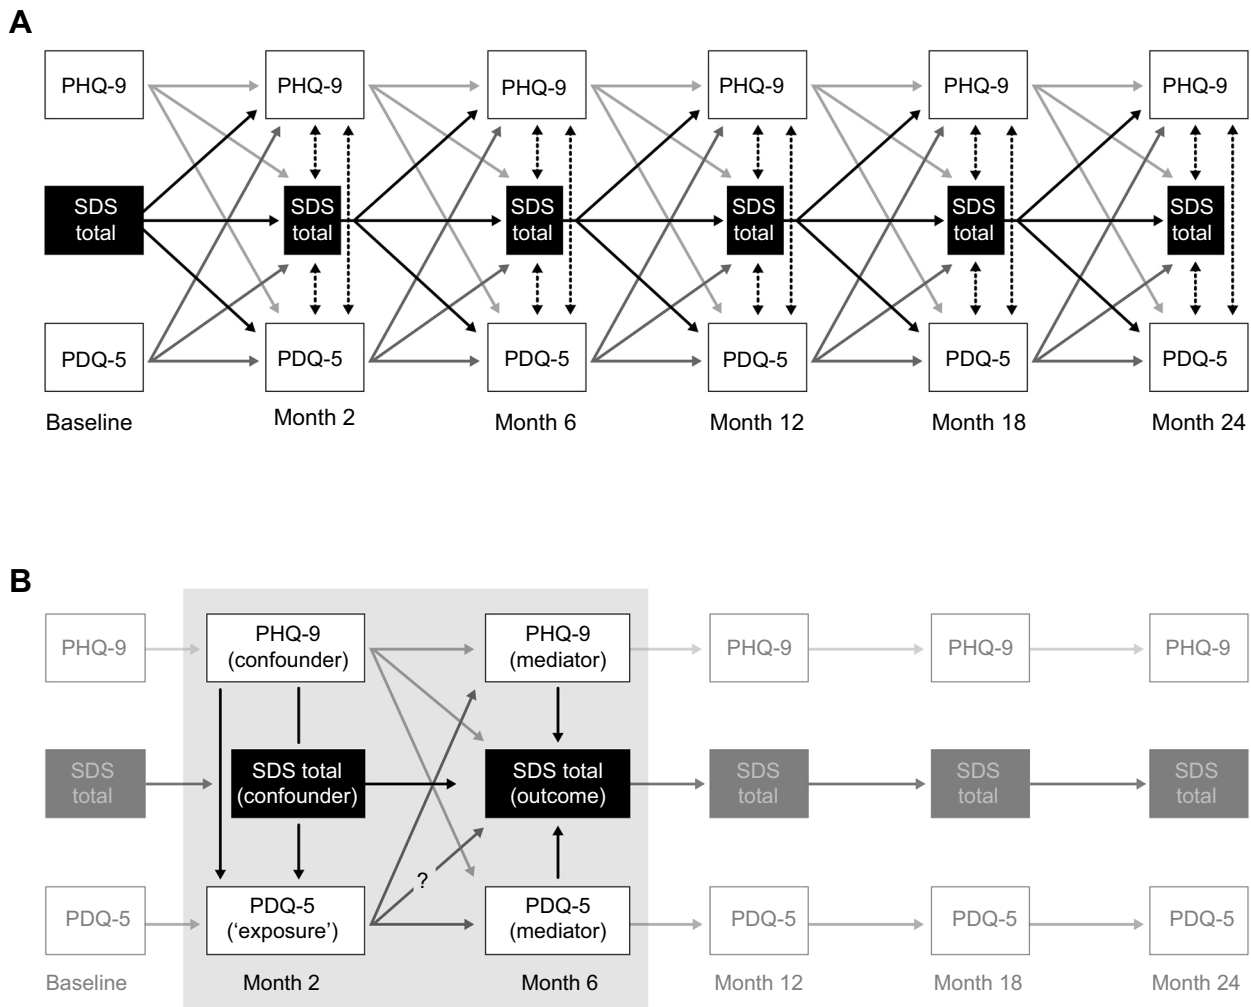 A
PHQ-9 PHQ-9 PHQ-9 PHQ-9 PHQ-9 PHQ-9
SDS SDS SDS SDS SDS SDS
total total total total total total
PDQ-5 PDQ-5 PDQ-5 PDQ-5 PDQ-5 PDQ-5
Baseline Month 2 Month 6 Month 12 Month 18 Month 24
B
PHQ-9 PHQ-9 PHQ-9 PHQ-9 PHQ-9 PHQ-9
(confounder) (mediator)
SDS SDS total SDS total SDS SDS SDS
total (confounder) (outcome) total total total
?
PDQ-5 PDQ-5 PDQ-5 PDQ-5 PDQ-5 PDQ-5
(‘exposure’) (mediator)
Baseline Month 2 Month 6 Month 12 Month 18 Month 24